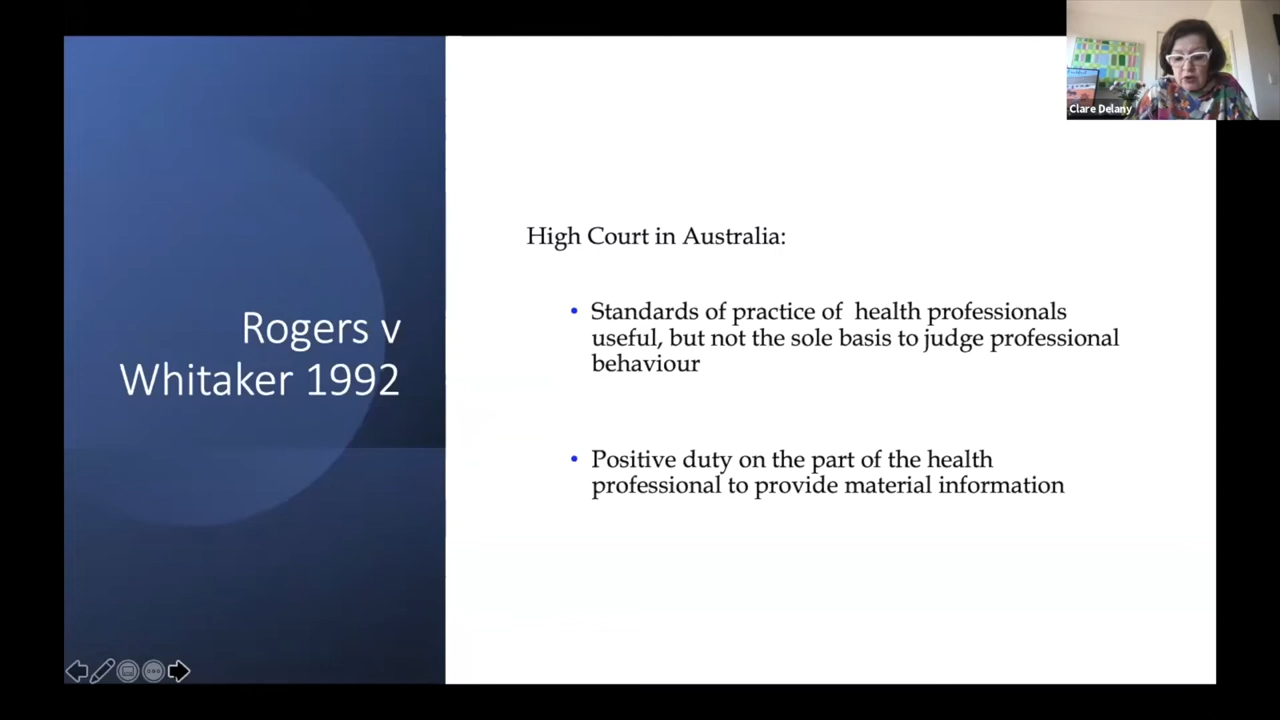 Clare Delany
Rogers v
Whitaker 1992
High Court in Australia:
• Standards of practice of  health professionals
useful, but not the sole basis to judge professional
behaviour
• Positive duty on the part of the health
professional to provide material information